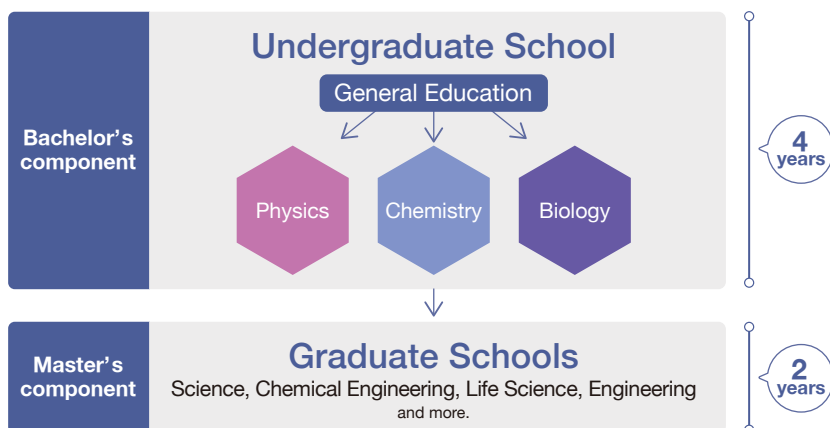 Undergraduate School
General Education
Bachelor's
component
Physics
Chemistry
Biology
4
years
Graduate Schools
Master's
component
Science, Chemical Engineering, Life Science, Engineering
and more.
2
years